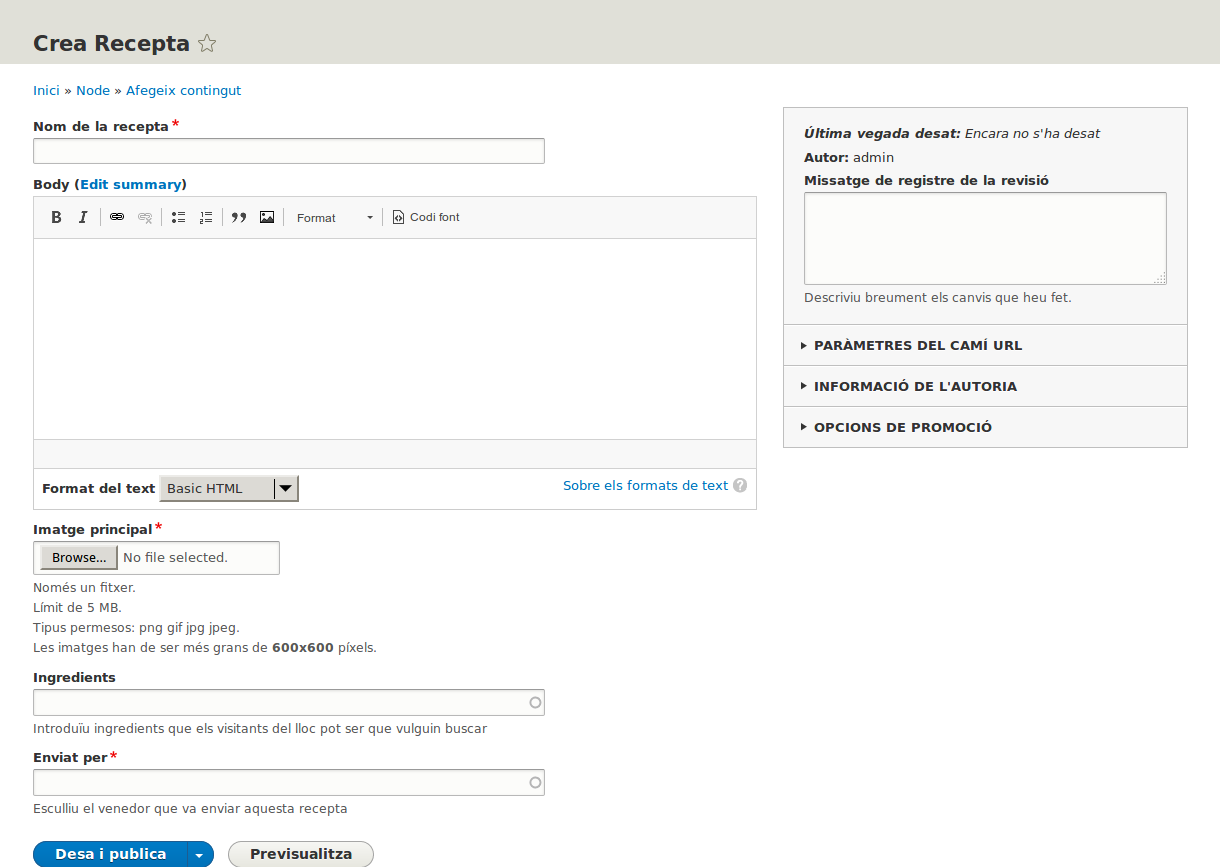 Crea Recepta
Inici » Node » Afegeix contingut
Nom de la recepta *
Body (Edit summary)
B I Format Codi font
Format del text Basic HTML Sobre els formats de text ?
Imatge principal *
Browse... No file selected.
Només un fitxer.
Límit de 5 MB.
Tipus permesos: png gif jpg jpeg.
Les imatges han de ser més grans de 600x600 píxels.
Ingredients
Introduïu ingredients que els visitants del lloc pot ser que vulguin buscar
Enviat per *
Esculliu el venedor que va enviar aquesta recepta
Desa i publica Previsualitza
Última vegada desat: Encara no s'ha desat
Autor: admin
Missatge de registre de la revisió
Descriviu breument els canvis que heu fet.
PARÀMETRES DEL CAMÍ URL
INFORMACIÓ DE L'AUTORIA
OPCIONS DE PROMOCIÓ